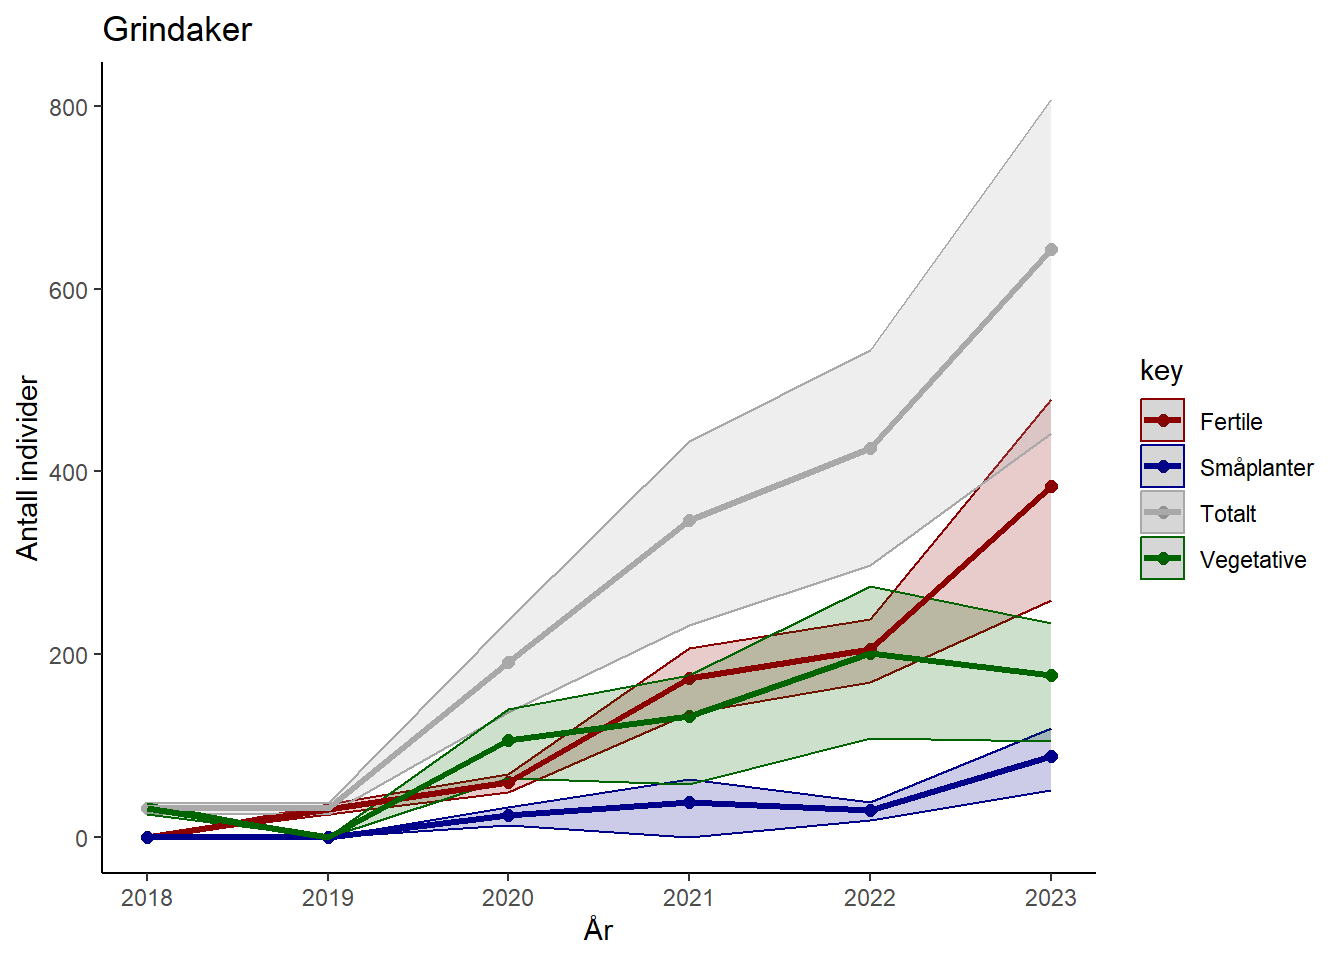 Grindaker
800
600
400
200
0
Antall individer
2018 2019 2020 2021 2022 2023
År
key
Fertile
Småplanter
Totalt
Vegetative